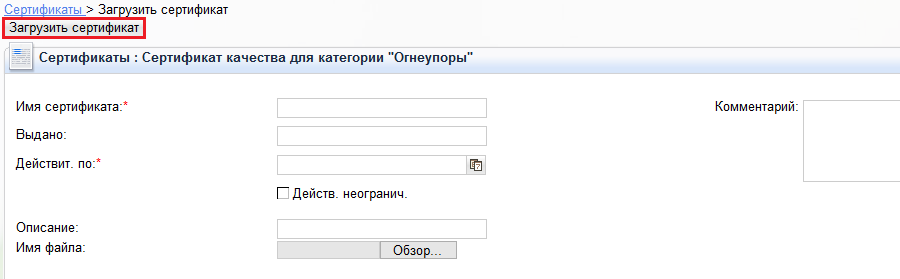 Сертификаты > Загрузить сертификат
Загрузить сертификат
Сертификаты : Сертификат качества для категории "Огнеупоры"
Имя сертификата:* Комментарий:
Выдано:
Действит. по:*
Действ. неогранич.
Описание:
Имя файла: Обзор...